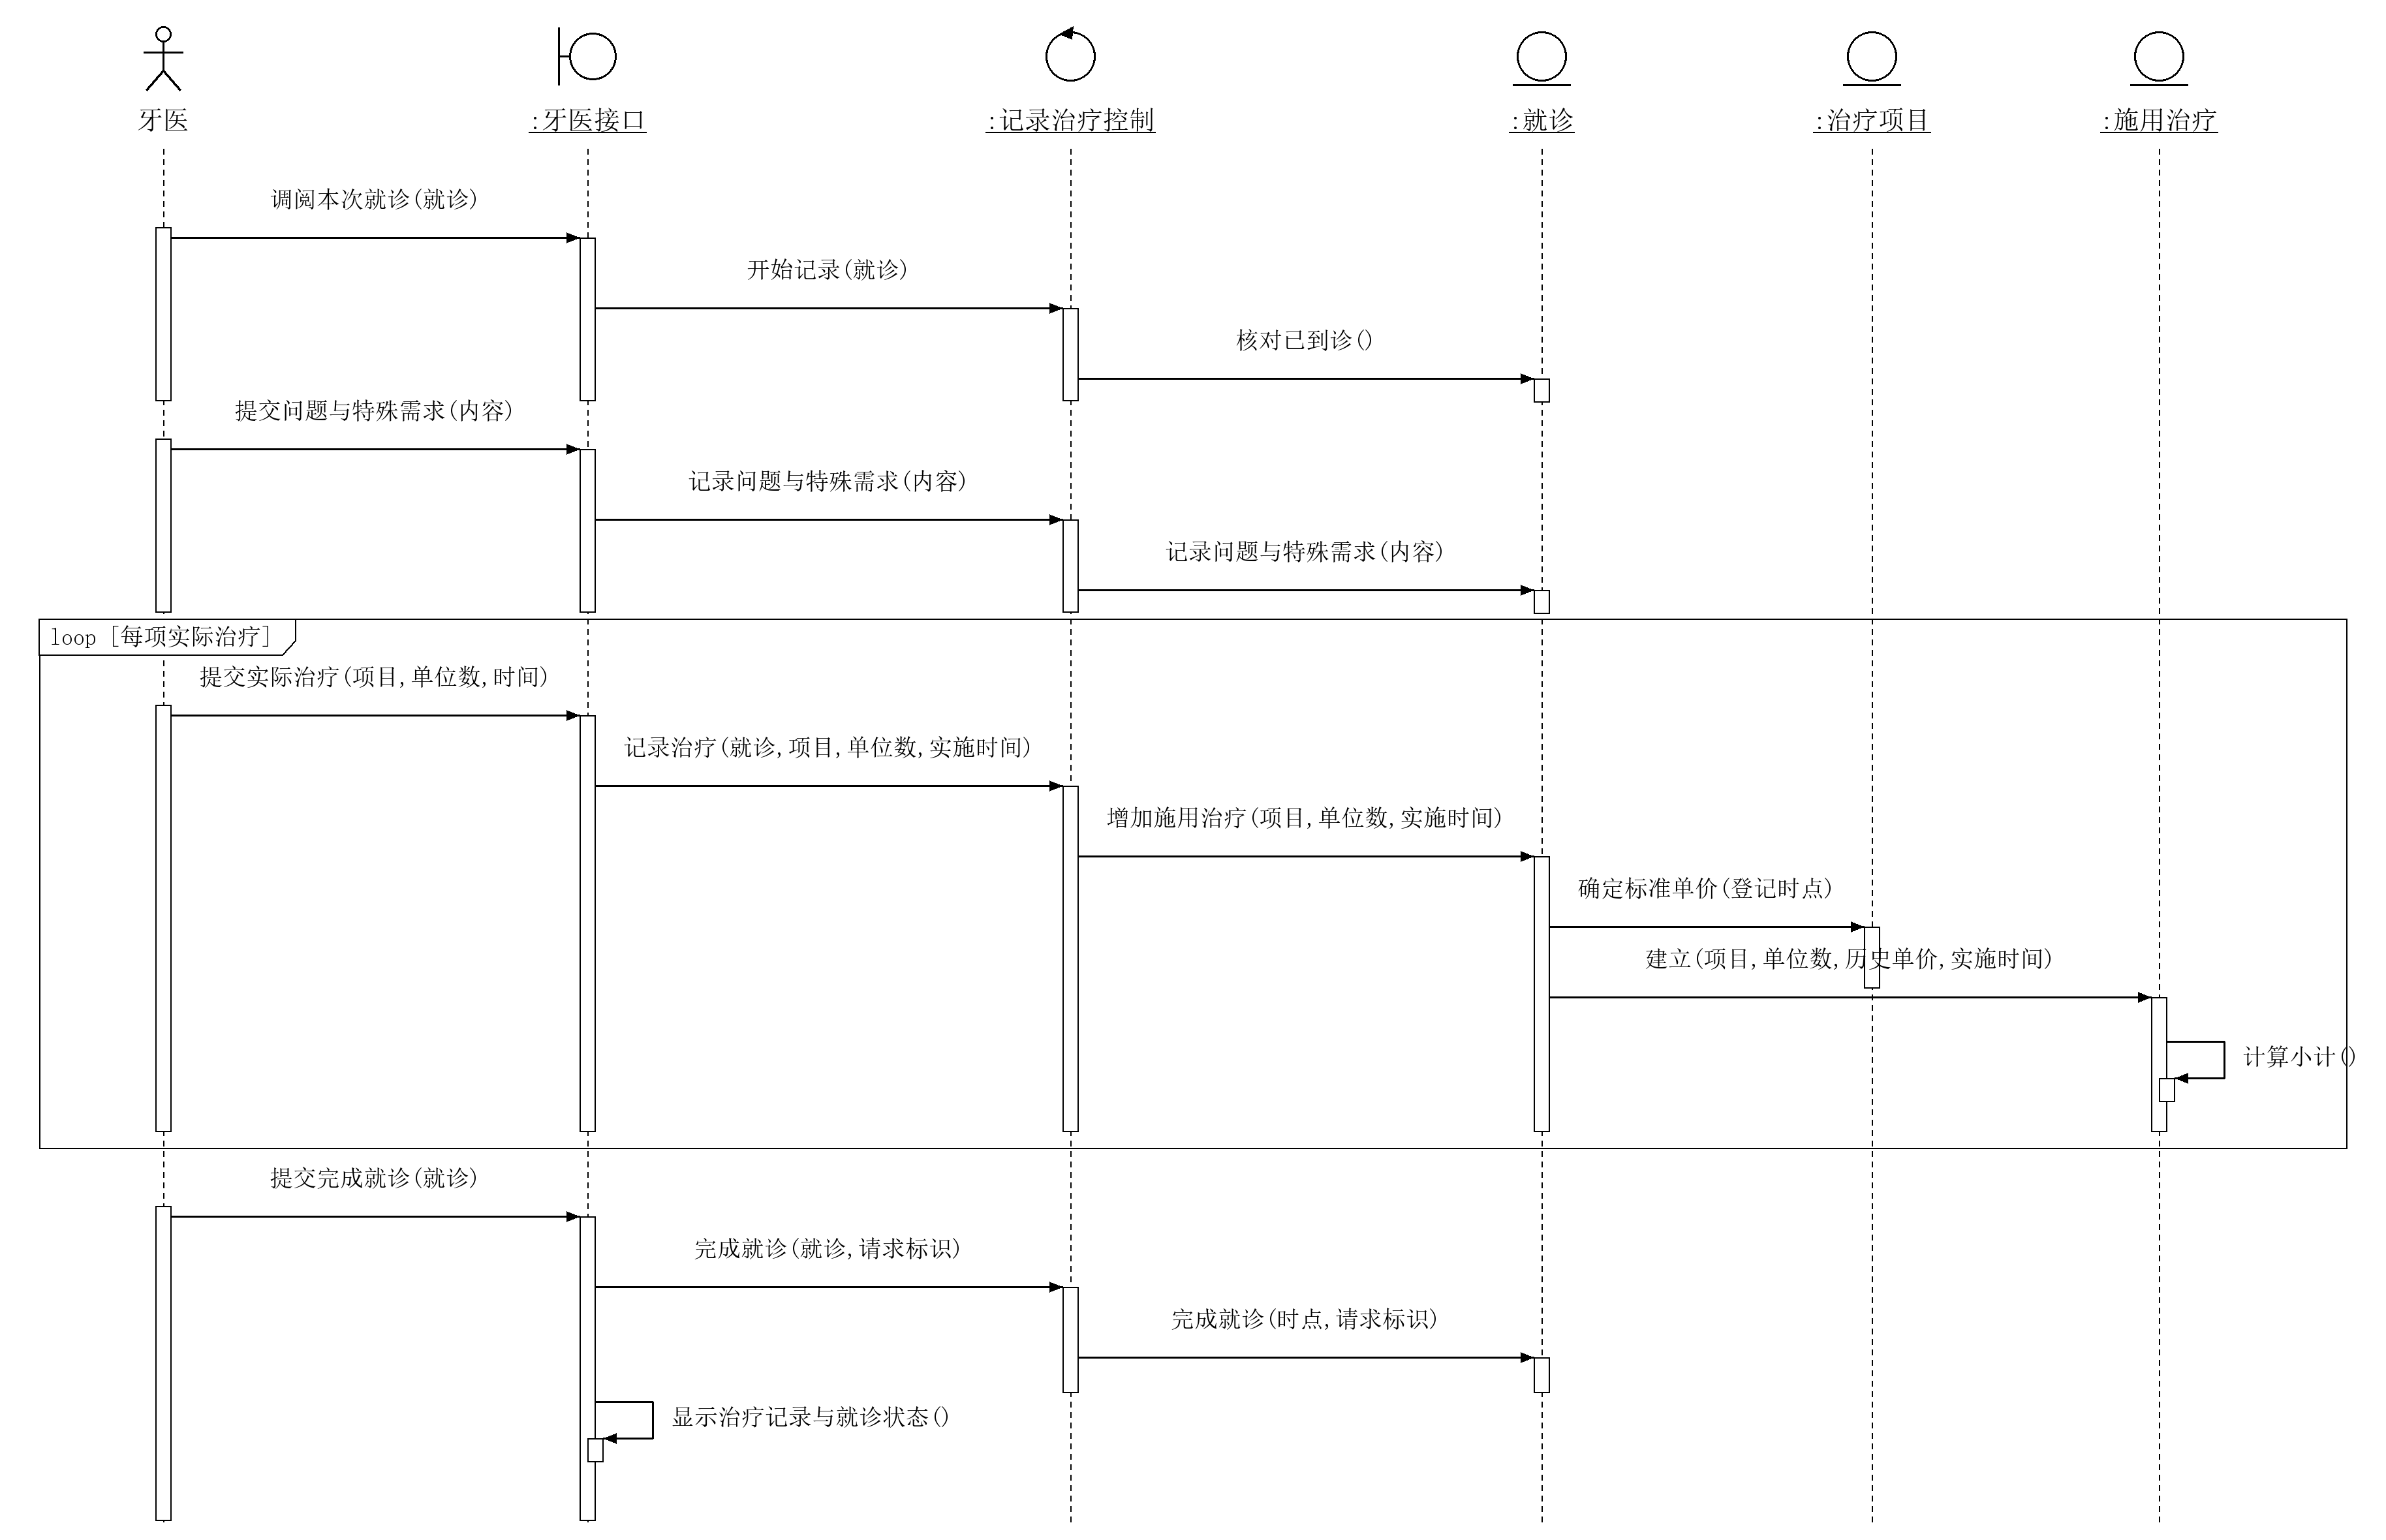 牙医
:牙医接口
:记录治疗控制
:就诊
:治疗项目
:施用治疗
调阅本次就诊(就诊)
开始记录(就诊)
核对已到诊()
提交问题与特殊需求(内容)
记录问题与特殊需求(内容)
记录问题与特殊需求(内容)
loop [每项实际治疗]
提交实际治疗(项目,单位数,时间)
记录治疗(就诊,项目,单位数,实施时间)
增加施用治疗(项目,单位数,实施时间)
确定标准单价(登记时点)
建立(项目,单位数,历史单价,实施时间)
计算小计()
提交完成就诊(就诊)
完成就诊(就诊,请求标识)
完成就诊(时点,请求标识)
显示治疗记录与就诊状态()